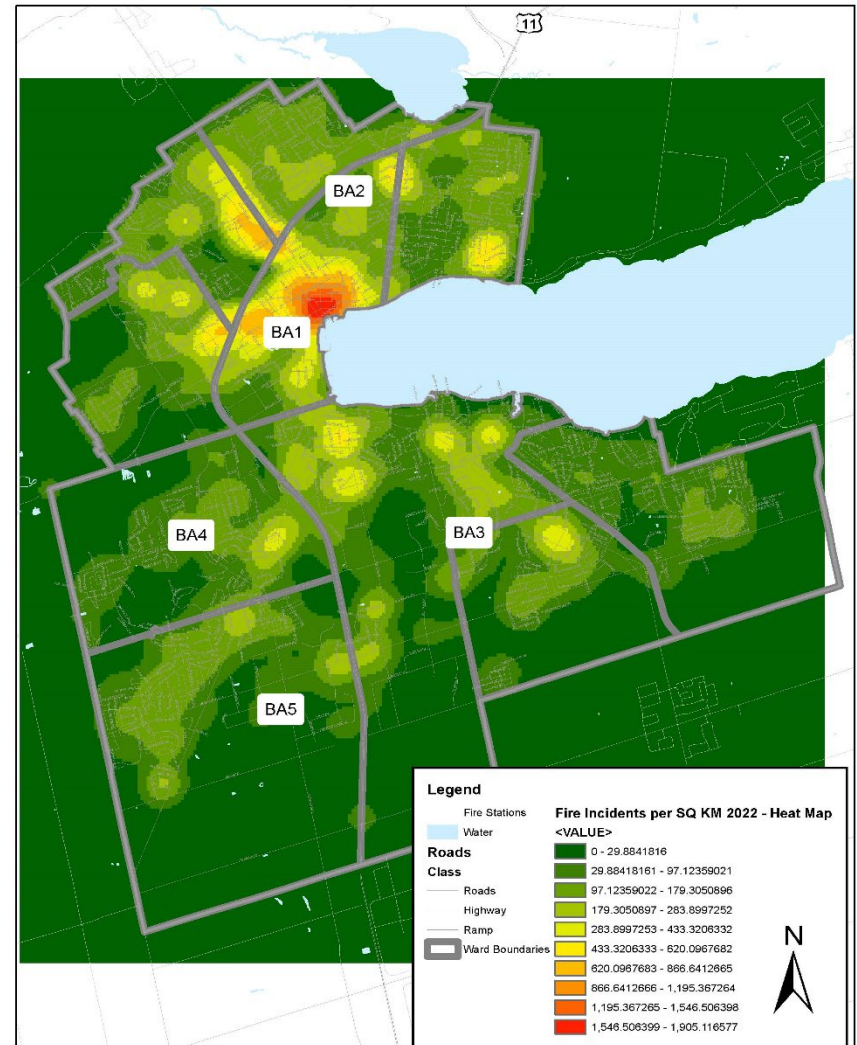 11
BA2
BA1
BA4
BA3
BA5
Legend
Fire Stations
Water
Roads
Class
Roads
Highway
Ramp
Ward Boundaries
Fire Incidents per SQ KM 2022 - Heat Map
<VALUE>
0 - 29.8841816
29.88418161 - 97.12359021
97.12359022 - 179.3050896
179.3050897 - 283.8997252
283.8997253 - 433.3206332
433.3206333 - 620.0967682
620.0967683 - 866.6412665
866.6412666 - 1,195.367264
1,195.367265 - 1,546.506398
1,546.506399 - 1,905.116577
N